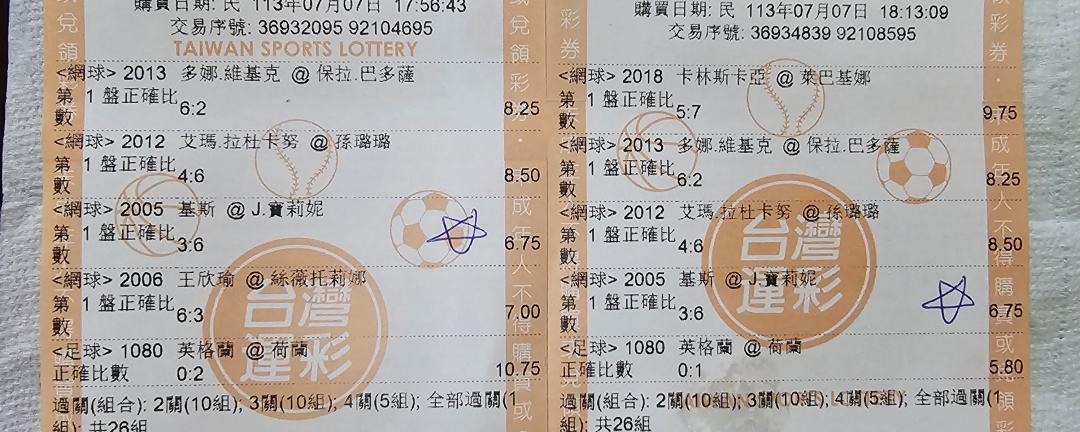 購買日期: 民 113年07月07日 17:56:43
交易序號: 36932095 92104695
TAIWAN SPORTS LOTTERY
<網球> 2013 多娜.維基克 @ 保拉.巴多薩
第 1 盤正確比
數
6:2
8.25
<網球> 2012 艾瑪.拉杜卡努 @ 孫璐璐
第 1 盤正確比
數
4:6
8.50
<網球> 2005 基斯 @ J.寶莉妮
第 1 盤正確比
數
3:6
6.75
<網球> 2006 王欣瑜 @ 絲薇托莉娜
第 1 盤正確比
數
6:3
7.00
<足球> 1080 英格蘭 @ 荷蘭
正確比數 0:2
10.75
過關(組合): 2關(10組); 3關(10組); 4關(5組); 全部過關(1
組); 共26組
台灣
運彩
購買日期: 民 113年07月07日 18:13:09
交易序號: 36934839 92108595
<網球> 2018 卡林斯卡亞 @ 萊巴基娜
第 1 盤正確比
數
5:7
9.75
<網球> 2013 多娜.維基克 @ 保拉.巴多薩
第 1 盤正確比
數
6:2
8.25
<網球> 2012 艾瑪.拉杜卡努 @ 孫璐璐
第 1 盤正確比
數
4:6
8.50
<網球> 2005 基斯 @ J.寶莉妮
第 1 盤正確比
數
3:6
6.75
<足球> 1080 英格蘭 @ 荷蘭
正確比數 0:1
5.80
過關(組合): 2關(10組); 3關(10組); 4關(5組); 全部過關(1
組); 共26組
台灣
運彩